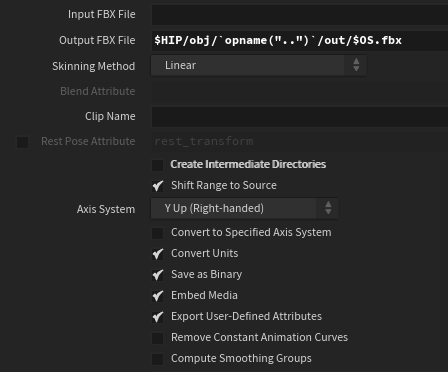 Input FBX File
Output FBX File $HIP/obj/`opname("..")`/out/$OS.fbx
Skinning Method Linear
Blend Attribute
Clip Name
Rest Pose Attribute rest_transform
Create Intermediate Directories
Shift Range to Source
Axis System Y Up (Right-handed)
Convert to Specified Axis System
Convert Units
Save as Binary
Embed Media
Export User-Defined Attributes
Remove Constant Animation Curves
Compute Smoothing Groups